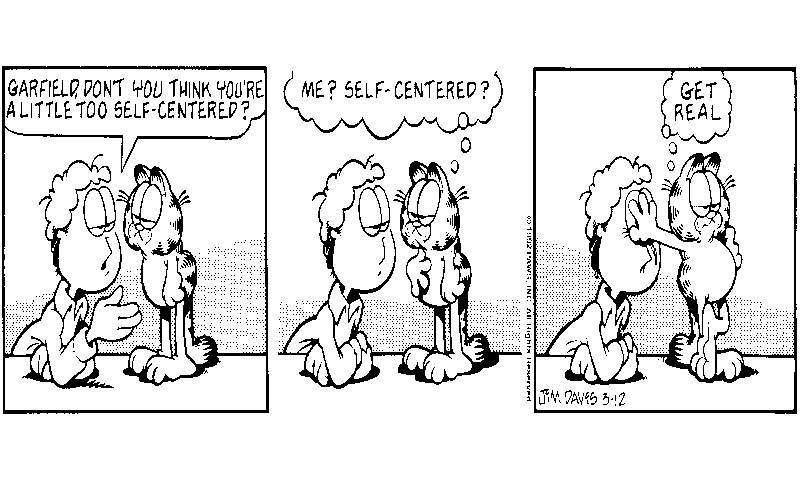 GARFIELD, DON'T YOU THINK YOU'RE
A LITTLE TOO SELF-CENTERED?
ME? SELF-CENTERED?
GET
REAL
JIM DAVIS 3-12